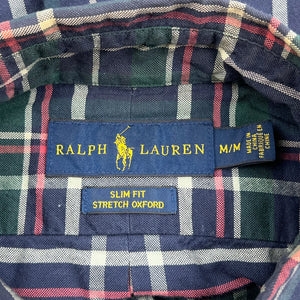 RALPH LAUREN
M/M
MADE IN
CHINA
FABRIQUÉ EN
CHINE
SLIM FIT
STRETCH OXFORD